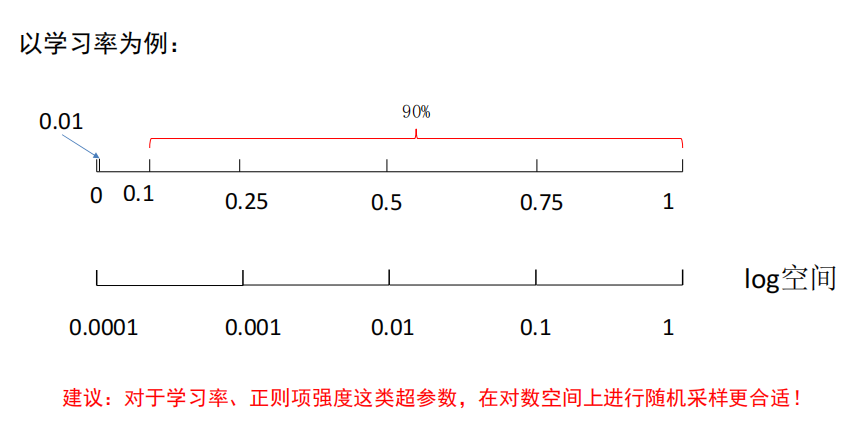 以学习率为例：
90%
0.01
0 0.1 0.25 0.5 0.75 1
log空间
0.0001 0.001 0.01 0.1 1
建议：对于学习率、正则项强度这类超参数，在对数空间上进行随机采样更合适！